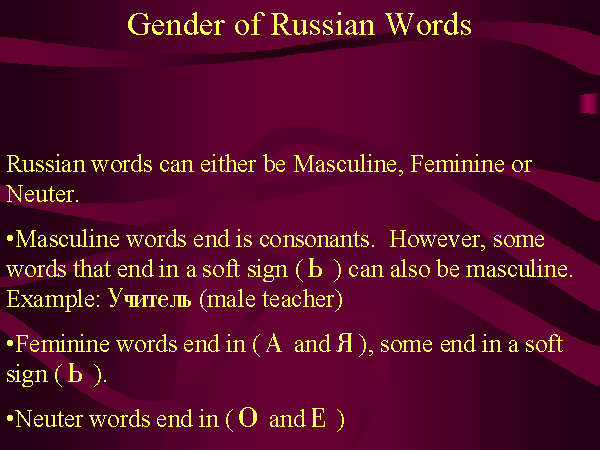 Gender of Russian Words
Russian words can either be Masculine, Feminine or
Neuter.
•Masculine words end is consonants.  However, some
words that end in a soft sign ( Ь ) can also be masculine.
Example: Учитель (male teacher)
•Feminine words end in ( А  and Я ), some end in a soft
sign ( Ь ).
•Neuter words end in ( О  and Е )